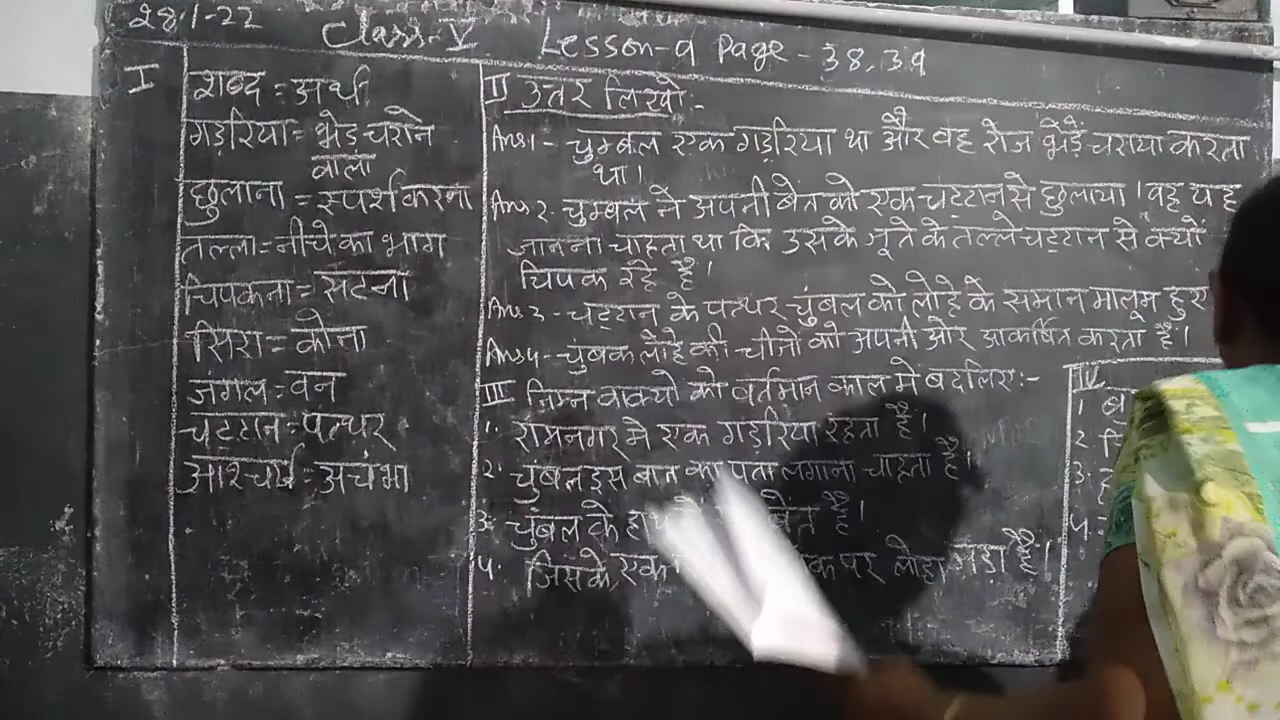 28.1-22
Class-V Lesson-9 Page - 38,39
I
शब्द = अर्थ
गड़रिया = भेड़ चराने
वाला
छुलाना = स्पर्श करना
तल्ला = नीचे का भाग
चिपकना = सटना
सिरा = कोना
जंगल = वन
चट्टान = पत्थर
आश्चर्य = अचंभा
II उत्तर लिखो :-
Ans1 - चुम्बल एक गड़रिया था और वह रोज भेड़ें चराया करता
था।
Ans 2 - चुम्बल ने अपनी बेंत को एक चट्टान से छुलाया । वह यह
जानना चाहता था कि उसके जूते के तल्ले चट्टान से क्यों
चिपक रहे हैं।
Ans 3 - चट्टान के पत्थर चुंबल को लोहे के समान मालूम हुए
Ans4 - चुंबक लोहे की चीजों को अपनी ओर आकर्षित करता है।
III निम्न वाक्यों को वर्तमान काल मे बदलिए :-
1. रामनगर मे एक गड़रिया रहता है।
2. चुंबल इस बात का पता लगाना चाहता है।
3. चुंबल के बेंत है।
4. जिसके एक पर लोहा गड़ा है।
IV
1
2.
3.
4.